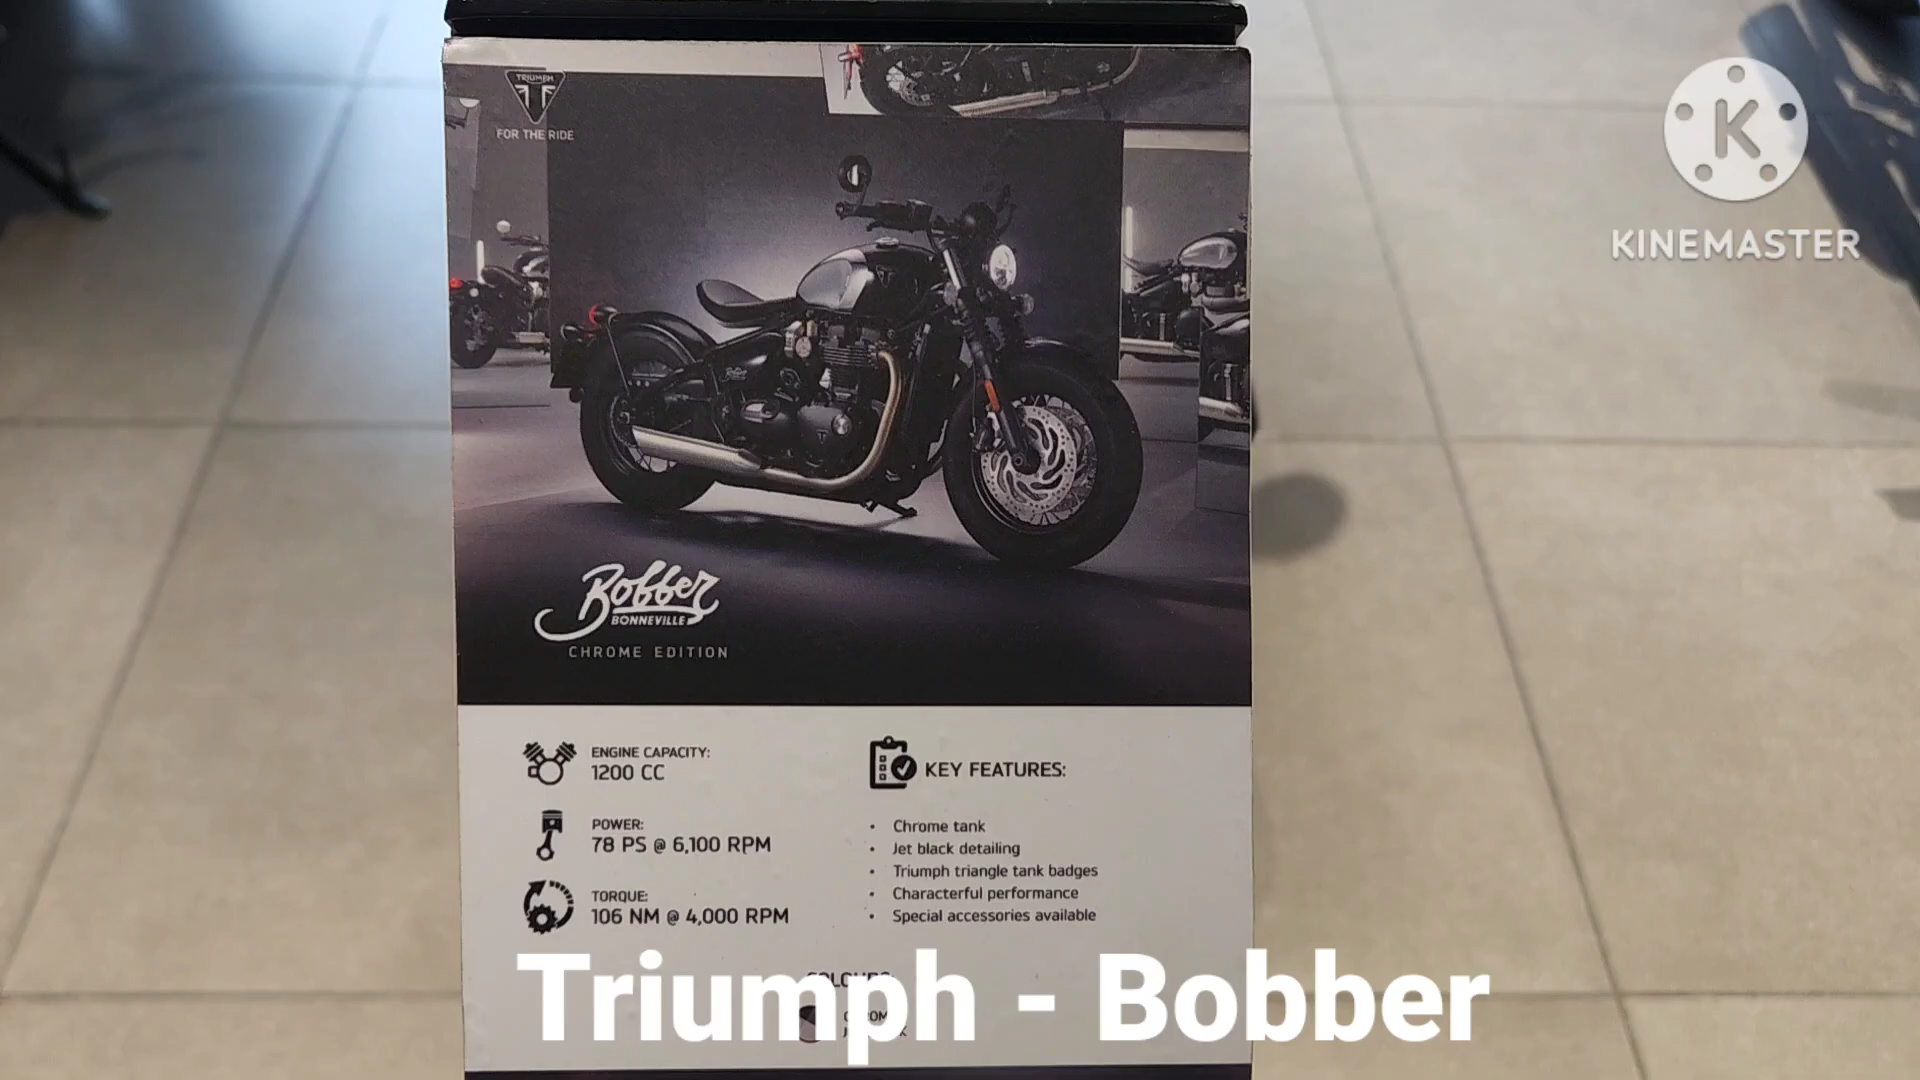 TRIUMPH
FOR THE RIDE
KINEMASTER
Bobber
BONNEVILLE
CHROME EDITION
ENGINE CAPACITY:
1200 CC
POWER:
78 PS @ 6,100 RPM
TORQUE:
106 NM @ 4,000 RPM
KEY FEATURES:
• Chrome tank
• Jet black detailing
• Triumph triangle tank badges
• Characterful performance
• Special accessories available
Triumph - Bobber